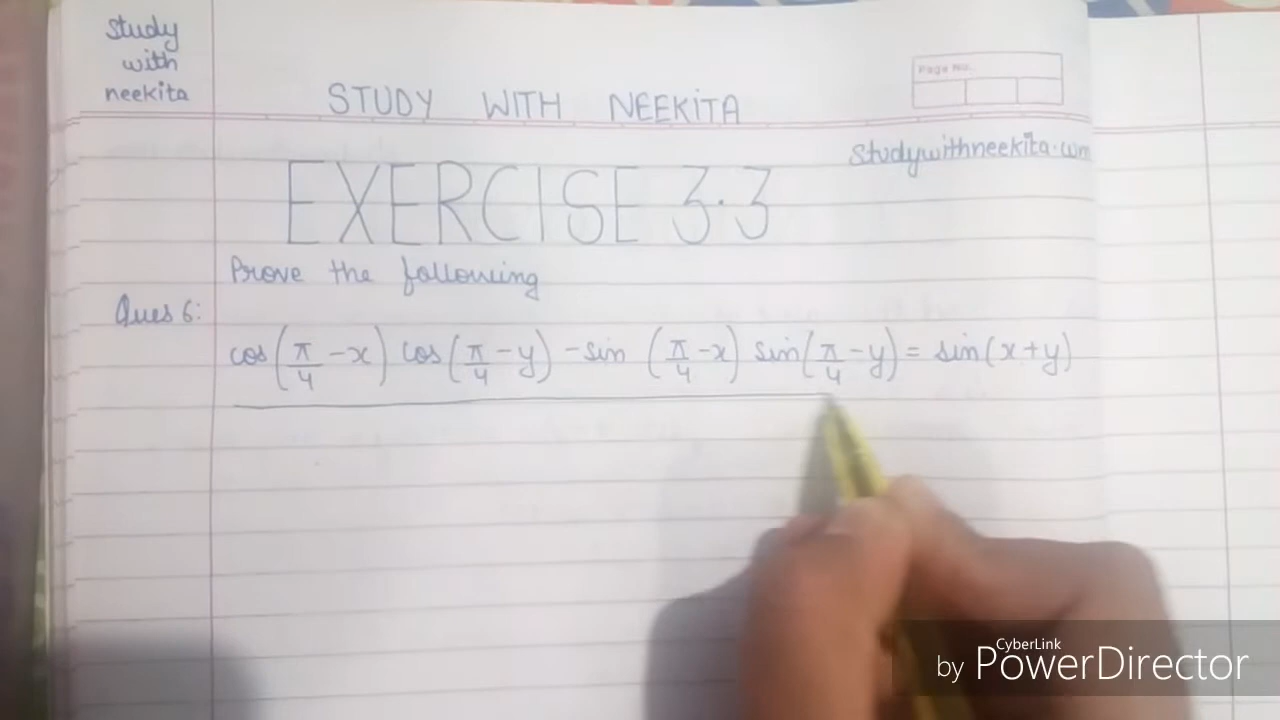 study
with
neekita
STUDY WITH NEEKITA
Page No.
studywithneekita.com
EXERCISE 3.3
Prove the following
Ques 6:
cos(π/4 - x) cos(π/4 - y) - sin (π/4 - x) sin(π/4 - y) = sin(x + y)
CyberLink
by PowerDirector